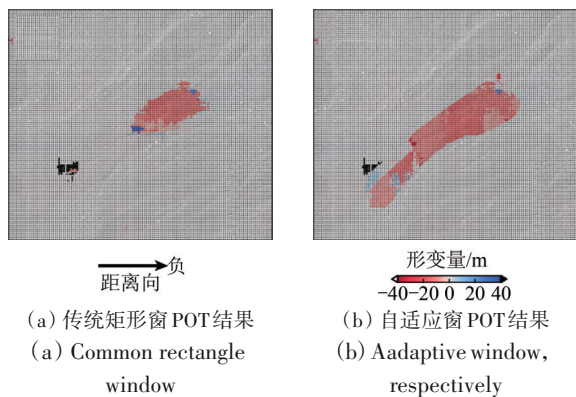 负
距离向
形变量/m
−40−20 0 20 40
(a) 传统矩形窗POT结果
(a) Common rectangle
window
(b) 自适应窗POT结果
(b) Aadaptive window,
respectively